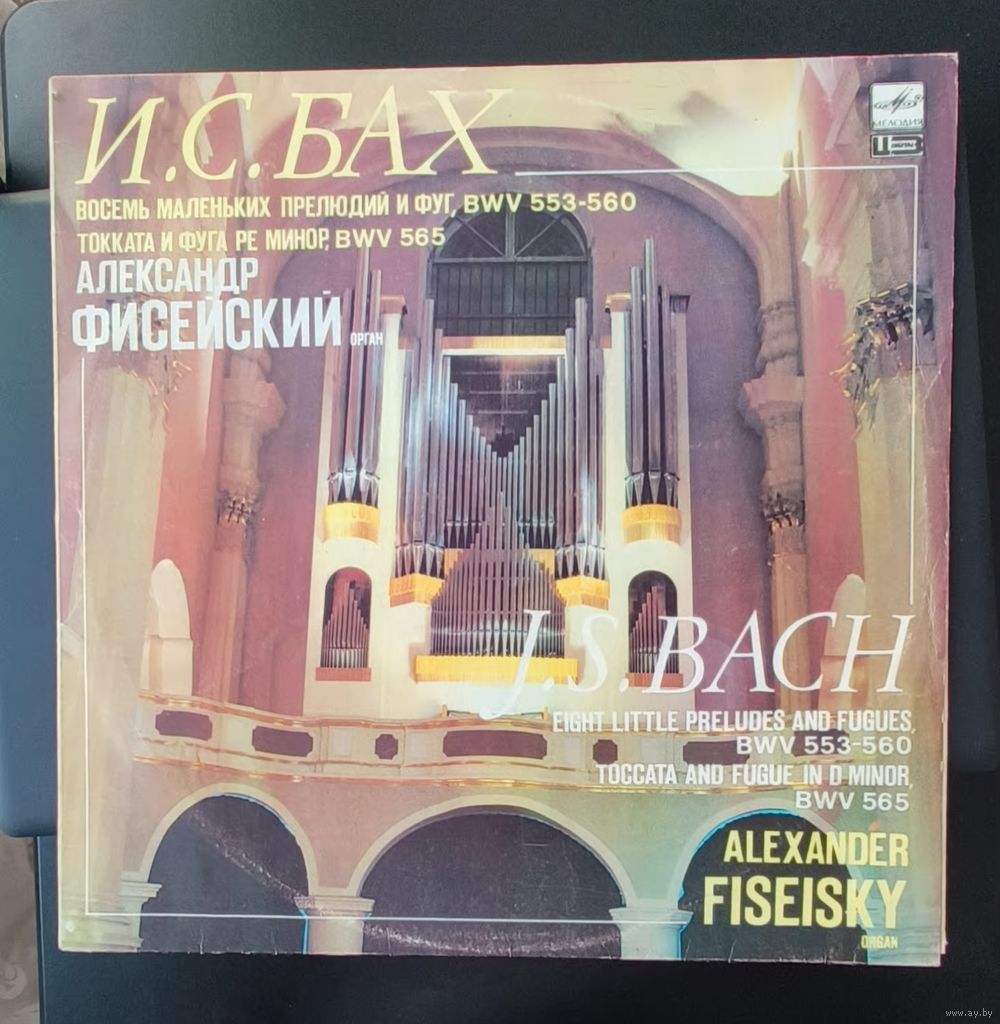 И.С.БАХ
ВОСЕМЬ МАЛЕНЬКИХ ПРЕЛЮДИЙ И ФУГ, BWV 553-560
ТОККАТА И ФУГА РЕ МИНОР, BWV 565
АЛЕКСАНДР
ФИСЕЙСКИЙ ОРГАН
МЕЛОДИЯ
J.S.BACH
EIGHT LITTLE PRELUDES AND FUGUES,
BWV 553-560
TOCCATA AND FUGUE IN D MINOR,
BWV 565
ALEXANDER
FISEISKY
ORGAN
www.ay.by